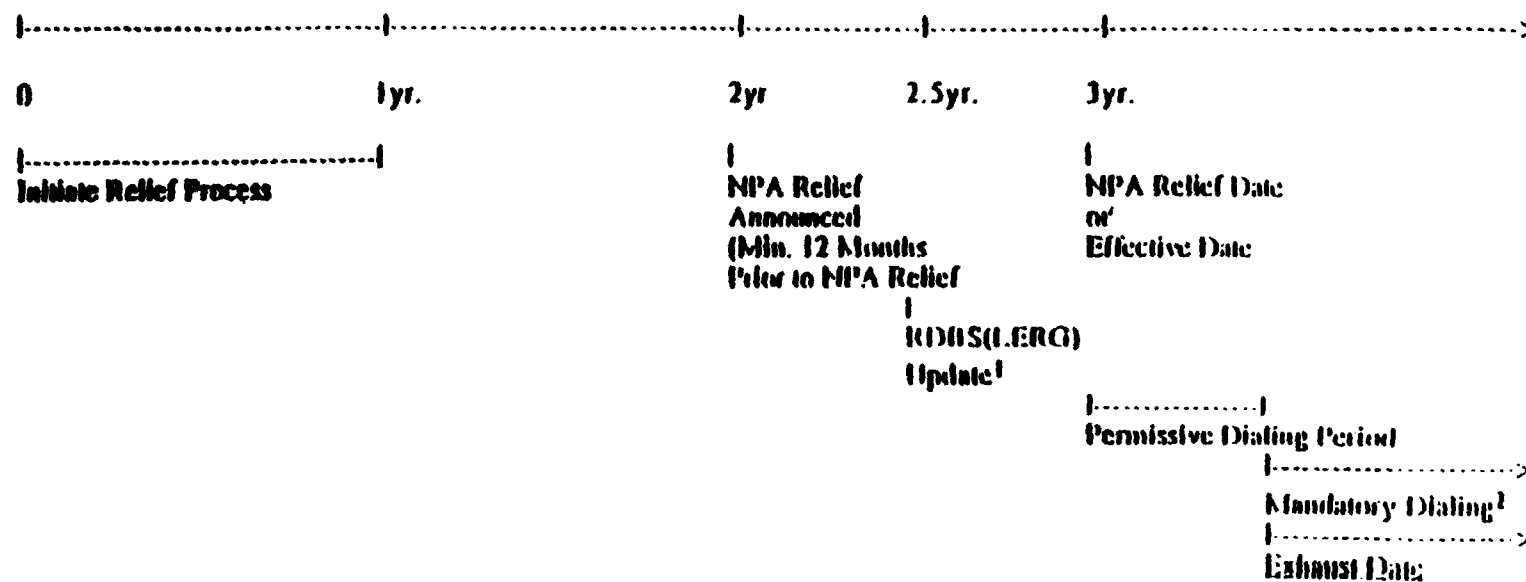 0 1yr. 2yr 2.5yr. 3yr.
Initiate Relief Process
NPA Relief
Announced
(Min. 12 Months
Prior to NPA Relief
NPA Relief Date
or
Effective Date
RDBS(LERG)
Update1
Permissive Dialing Period
Mandatory Dialing2
Exhaust Date